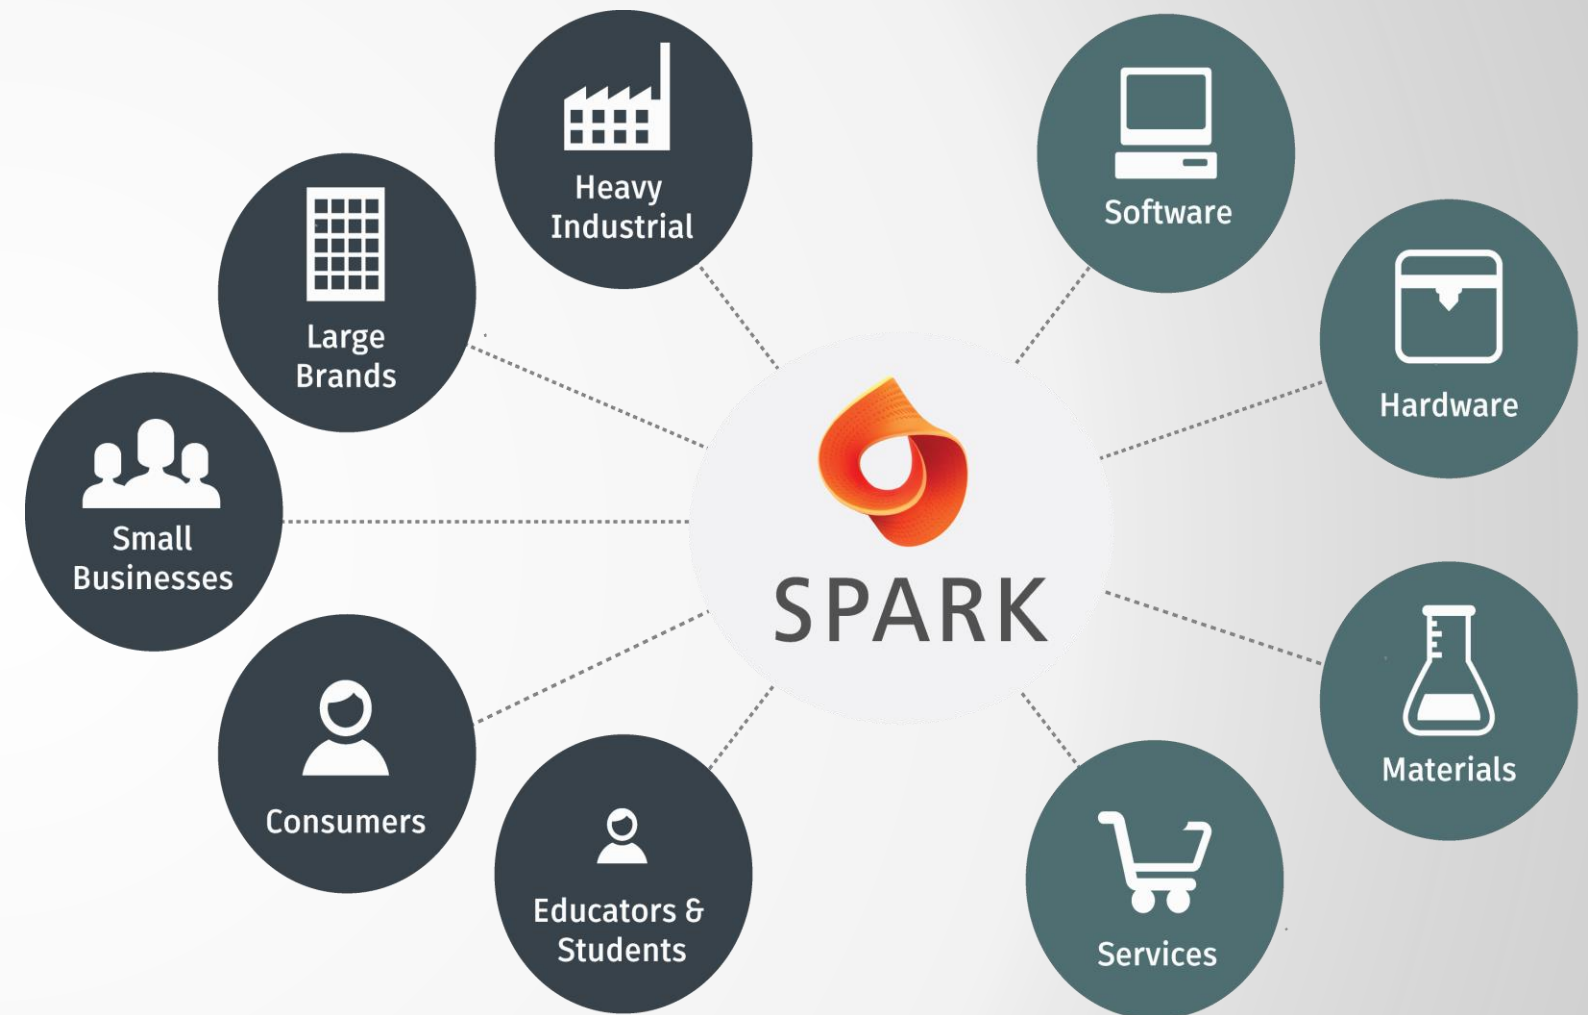 Heavy
Industrial
Large
Brands
Small
Businesses
Consumers
Educators &
Students
SPARK
Software
Hardware
Materials
Services